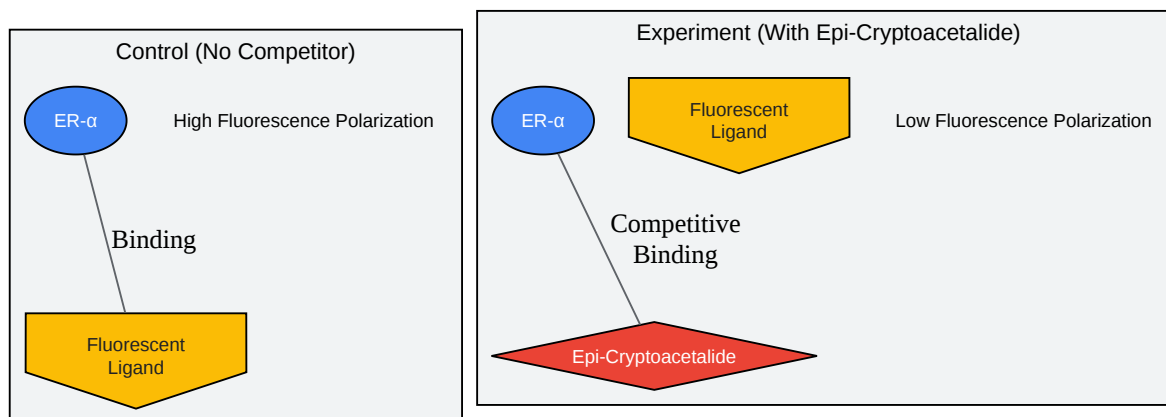 Control (No Competitor)
ER-α
High Fluorescence Polarization
Binding
Fluorescent
Ligand
Experiment (With Epi-Cryptoacetalide)
ER-α
Fluorescent
Ligand
Low Fluorescence Polarization
Competitive
Binding
Epi-Cryptoacetalide